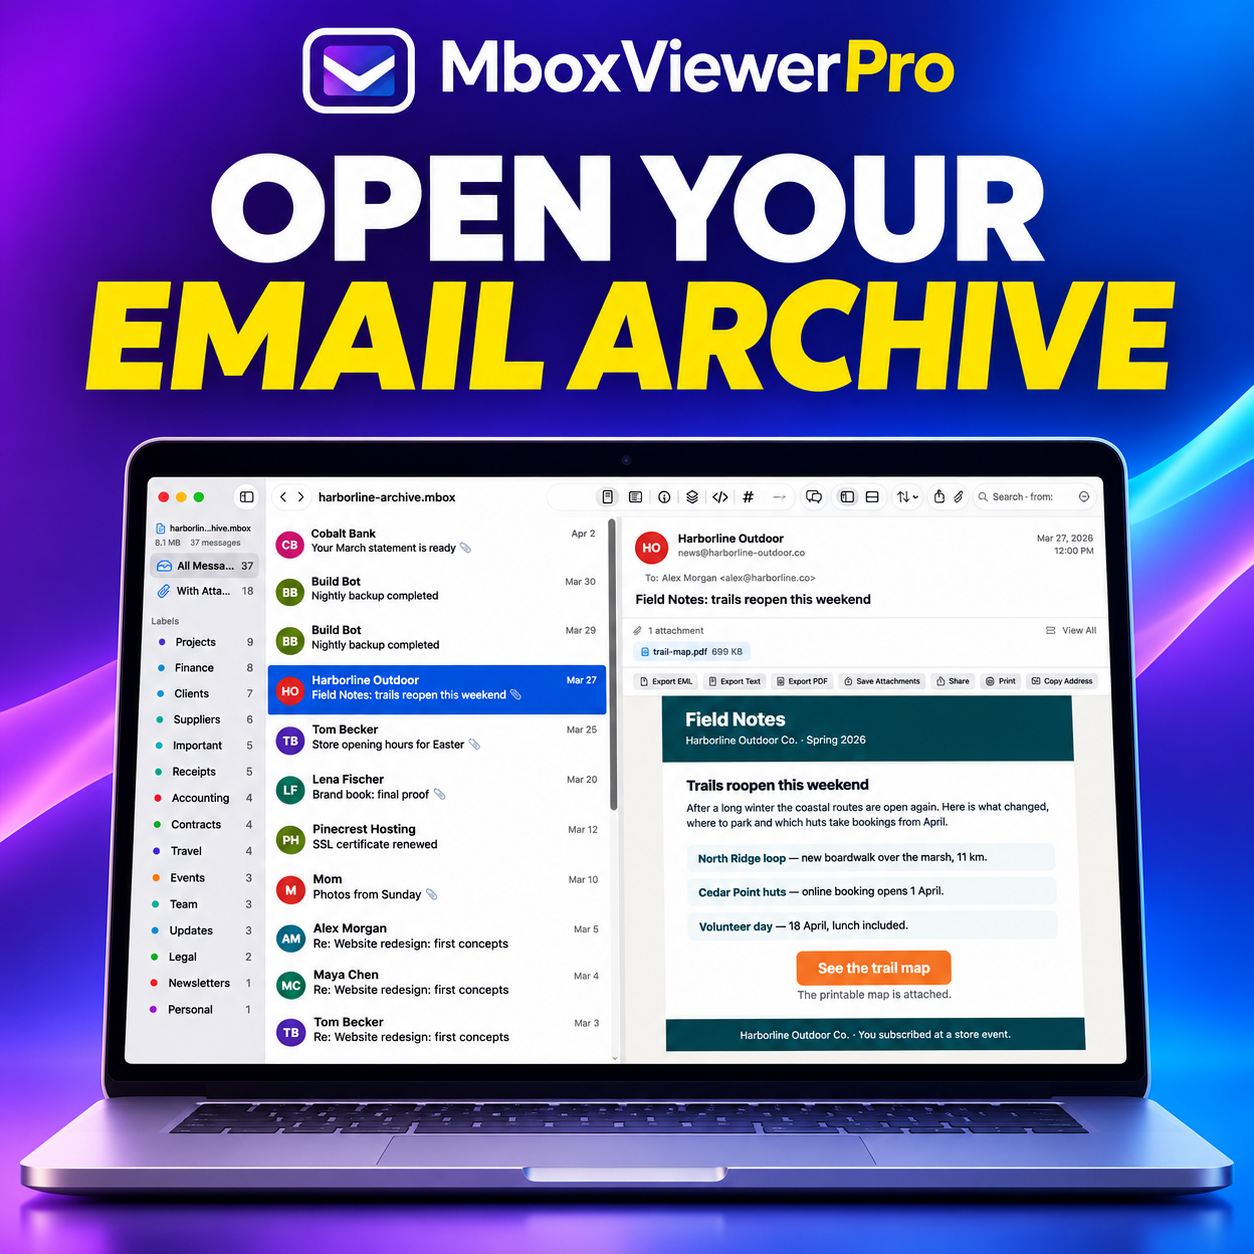 MboxViewerPro
OPEN YOUR
EMAIL ARCHIVE
harborline-archive.mbox
Search · from:
harborlin...hive.mbox
8.1 MB 37 messages
All Messa... 37
With Atta... 18
Labels
Projects 9
Finance 8
Clients 7
Suppliers 6
Important 5
Receipts 5
Accounting 4
Contracts 4
Travel 4
Events 3
Team 3
Updates 3
Legal 2
Newsletters 1
Personal 1
CB
Cobalt Bank Apr 2
Your March statement is ready
BB
Build Bot Mar 30
Nightly backup completed
BB
Build Bot Mar 29
Nightly backup completed
HO
Harborline Outdoor Mar 27
Field Notes: trails reopen this weekend
TB
Tom Becker Mar 25
Store opening hours for Easter
LF
Lena Fischer Mar 20
Brand book: final proof
PH
Pinecrest Hosting Mar 12
SSL certificate renewed
M
Mom Mar 10
Photos from Sunday
AM
Alex Morgan Mar 5
Re: Website redesign: first concepts
MC
Maya Chen Mar 4
Re: Website redesign: first concepts
TB
Tom Becker Mar 3
Re: Website redesign: first concepts
HO
Harborline Outdoor Mar 27, 2026
news@harborline-outdoor.co 12:00 PM
To: Alex Morgan <alex@harborline.co>
Field Notes: trails reopen this weekend
1 attachment View All
trail-map.pdf 699 KB
Export EML Export Text Export PDF Save Attachments Share Print Copy Address
Field Notes
Harborline Outdoor Co. · Spring 2026
Trails reopen this weekend
After a long winter the coastal routes are open again. Here is what changed,
where to park and which huts take bookings from April.
North Ridge loop — new boardwalk over the marsh, 11 km.
Cedar Point huts — online booking opens 1 April.
Volunteer day — 18 April, lunch included.
See the trail map
The printable map is attached.
Harborline Outdoor Co. · You subscribed at a store event.